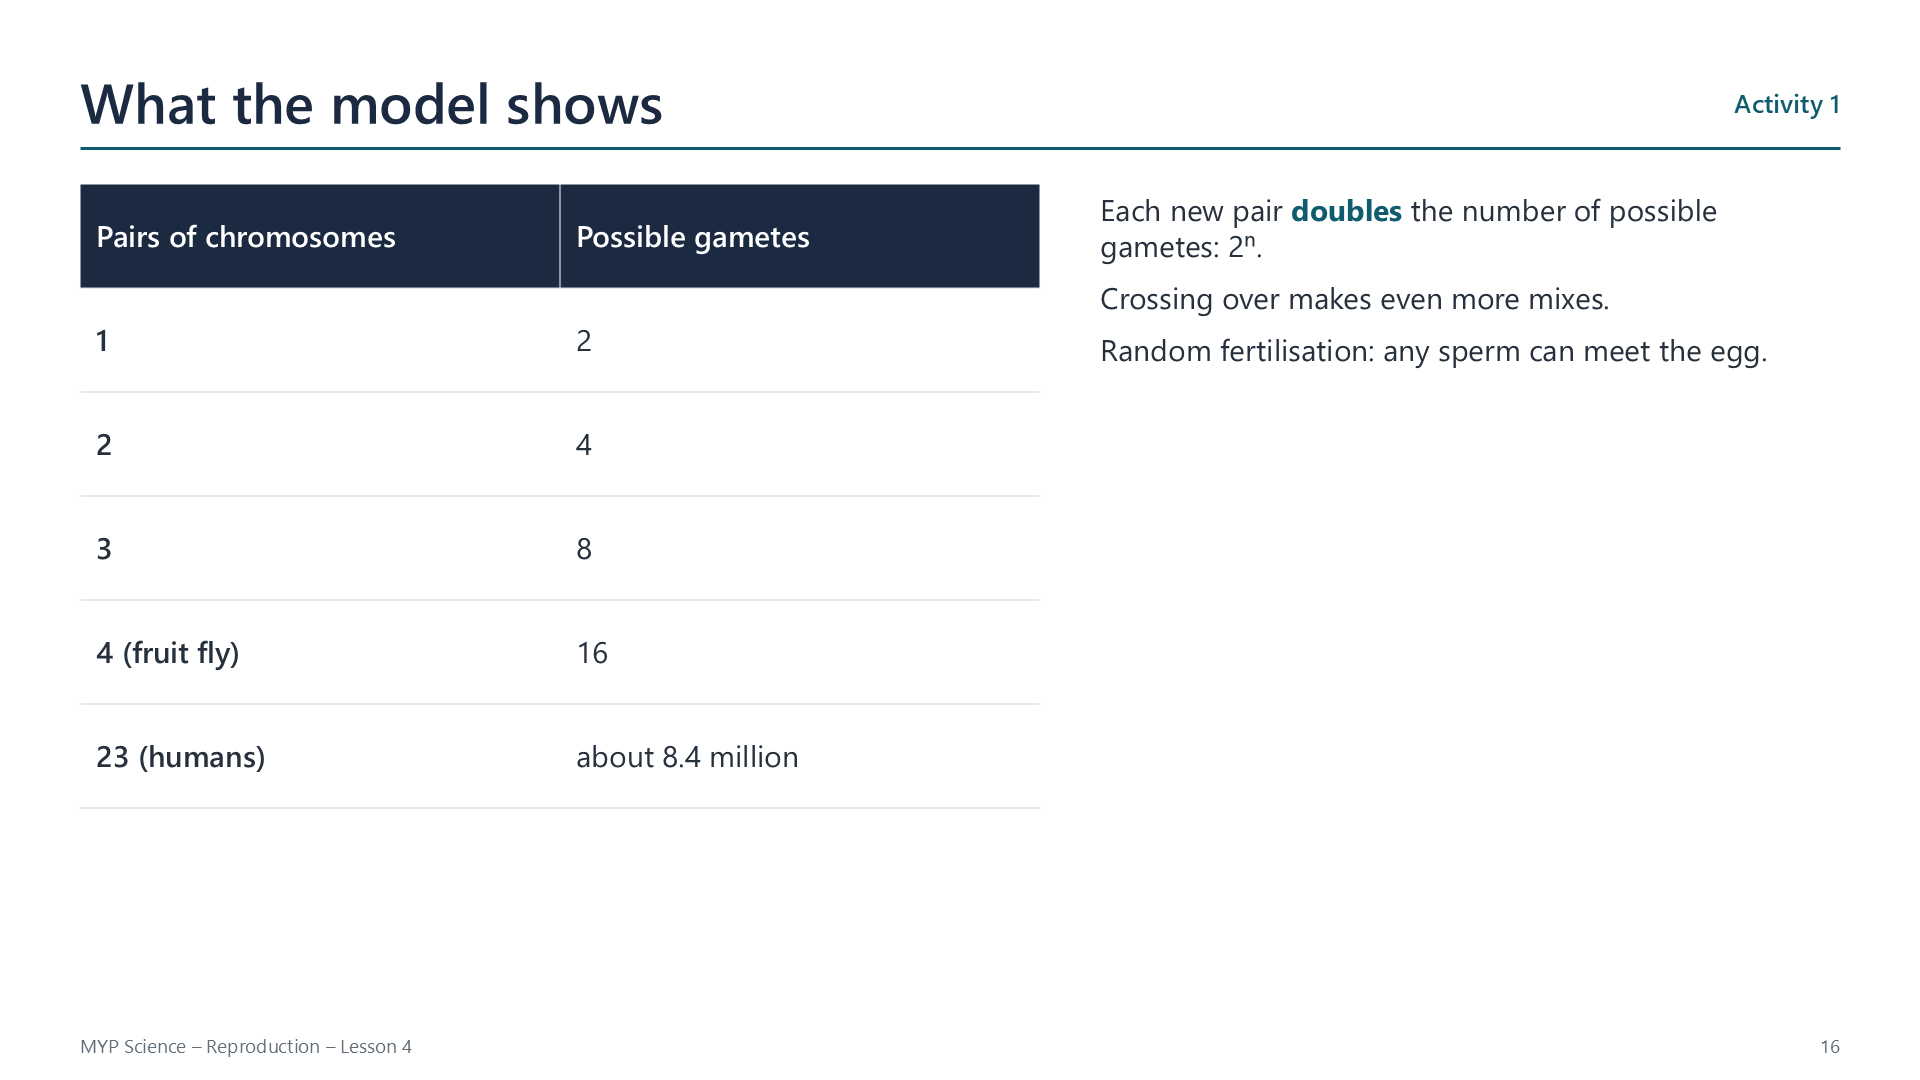 What the model shows
Activity 1
Pairs of chromosomes
Possible gametes
1
2
2
4
3
8
4 (fruit fly)
16
23 (humans)
about 8.4 million
Each new pair doubles the number of possible
gametes: 2ⁿ.
Crossing over makes even more mixes.
Random fertilisation: any sperm can meet the egg.
MYP Science – Reproduction – Lesson 4
16